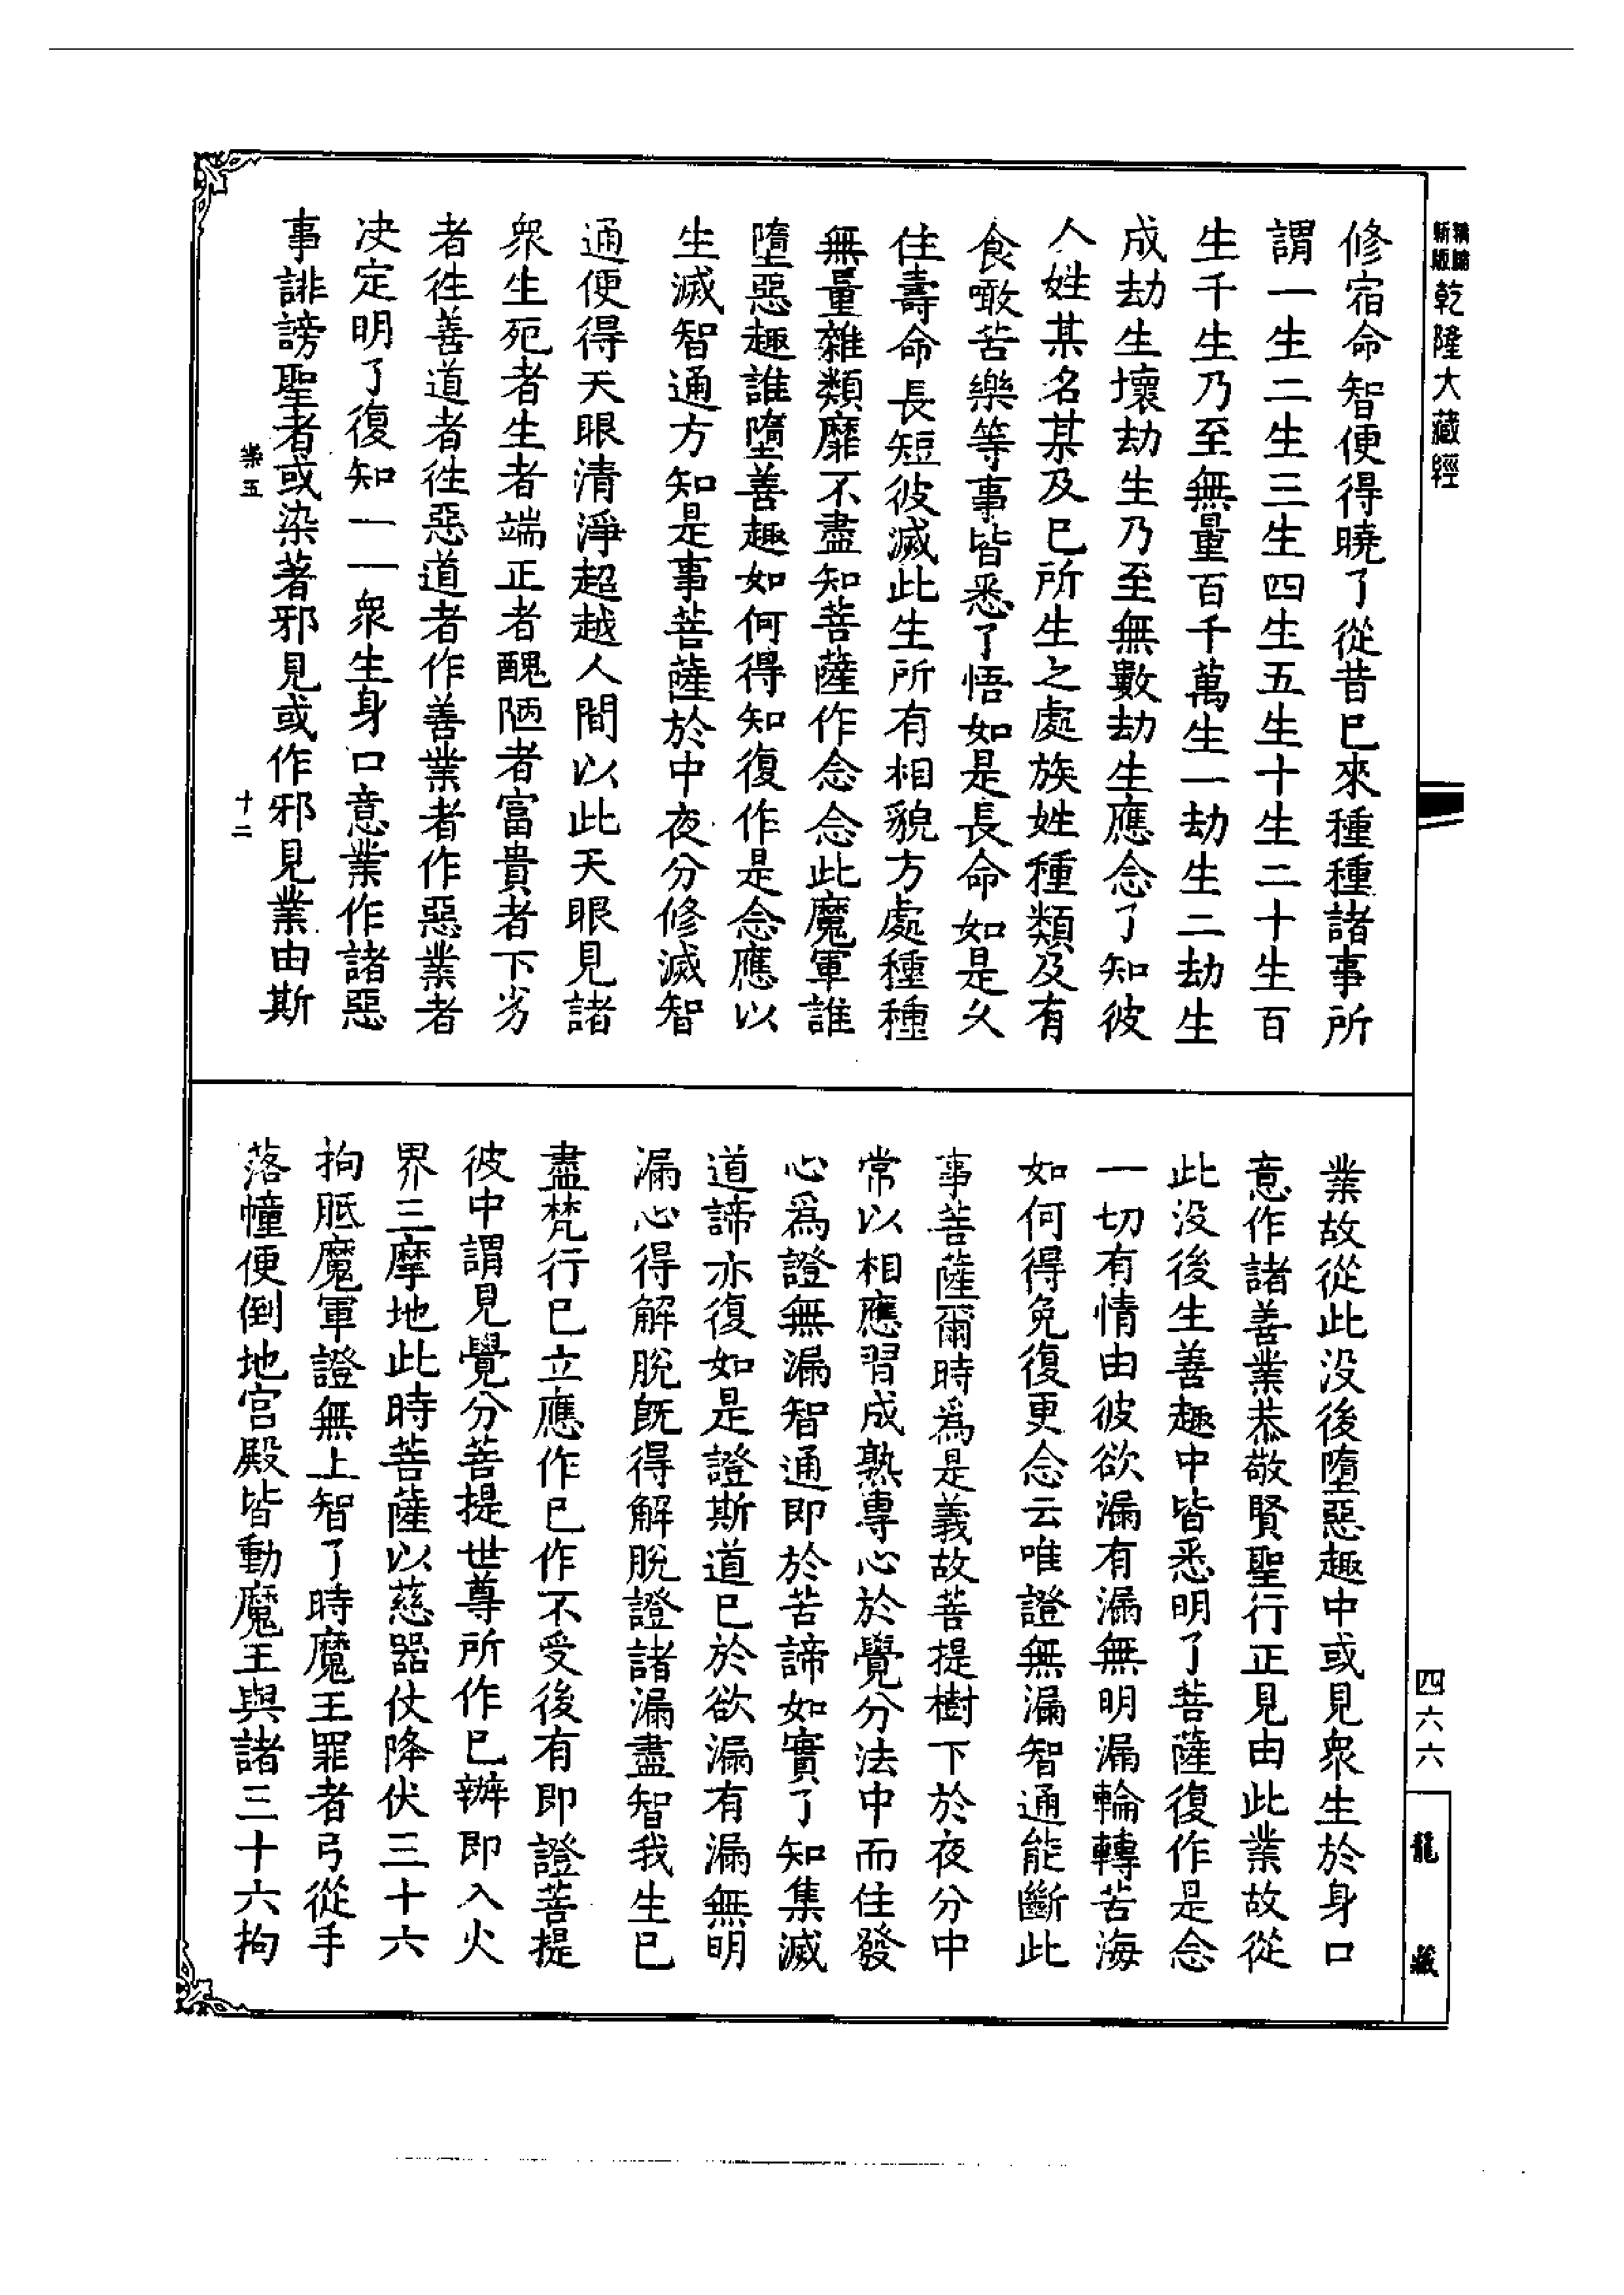 新版精縮乾隆大藏經
修宿命智便得曉了從昔已來種種諸事所
謂一生二生三生四生五生十生二十生百
生千生乃至無量百千萬生一劫生二劫生
成劫生壞劫生乃至無數劫生應念了知彼
人姓某名某及已所生之處族姓種類及有
食噉苦樂等事皆悉了悟如是長命如是久
住壽命長短彼滅此生所有相貌方處種種
無量雜類靡不盡知菩薩作念念此魔軍誰
墮惡趣誰墮善趣如何得知復作是念應以
生滅智通方知是事菩薩於中夜分修滅智
通便得天眼清淨超越人間以此天眼見諸
衆生死者生者端正者醜陋者富貴者下劣
者徃善道者徃惡道者作善業者作惡業者
决定明了復知一一衆生身口意業作諸惡
事誹謗聖者或染著邪見或作邪見業由斯
柴五
十二
業故從此没後墮惡趣中或見衆生於身口
意作諸善業恭敬賢聖行正見由此業故從
此没後生善趣中皆悉明了菩薩復作是念
一切有情由彼欲漏有漏無明漏輪轉苦海
如何得免復更念云唯證無漏智通能斷此
事菩薩爾時爲是義故菩提樹下於夜分中
常以相應習成熟專心於覺分法中而住發
心爲證無漏智通即於苦諦如實了知集滅
道諦亦復如是證斯道已於欲漏有漏無明
漏心得解脫旣得解脫證諸漏盡智我生已
盡梵行已立應作已作不受後有即證菩提
彼中謂見覺分菩提世尊所作已辦即入火
界三摩地此時菩薩以慈器仗降伏三十六
拘胝魔軍證無上智了時魔王罪者弓從手
落幢便倒地宫殿皆動魔王與諸三十六拘
四六六
龍藏